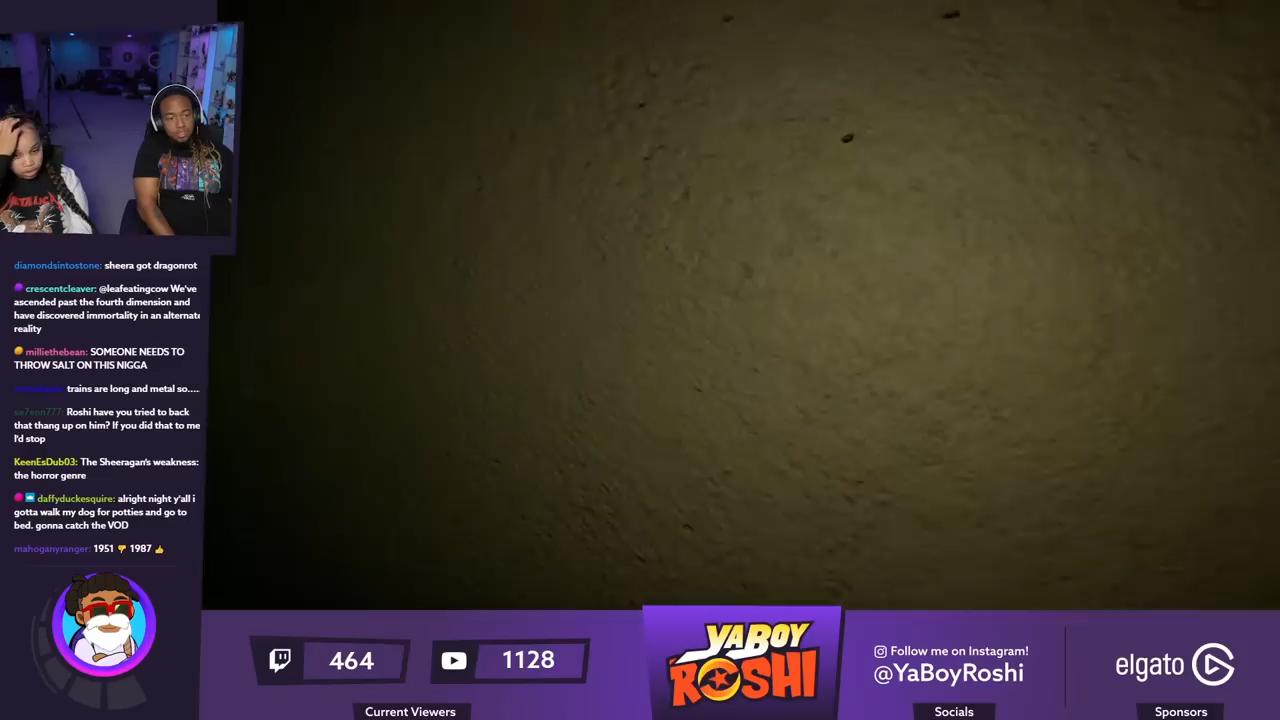 METALLICA
diamondsintostone: sheera got dragonrot
crescentcleaver: @leafeatingcow We've
ascended past the fourth dimension and
have discovered immortality in an alternate
reality
milliethebean: SOMEONE NEEDS TO
THROW SALT ON THIS NIGGA
trains are long and metal so.....
se7enn777: Roshi have you tried to back
that thang up on him? If you did that to me
I'd stop
KeenEsDub03: The Sheeragan's weakness:
the horror genre
daffyduckesquire: alright night y'all i
gotta walk my dog for potties and go to
bed. gonna catch the VOD
mahoganyranger: 1951 👎 1987 👍
464
1128
Current Viewers
YABOY
ROSHI
Follow me on Instagram!
@YaBoyRoshi
Socials
elgato
Sponsors